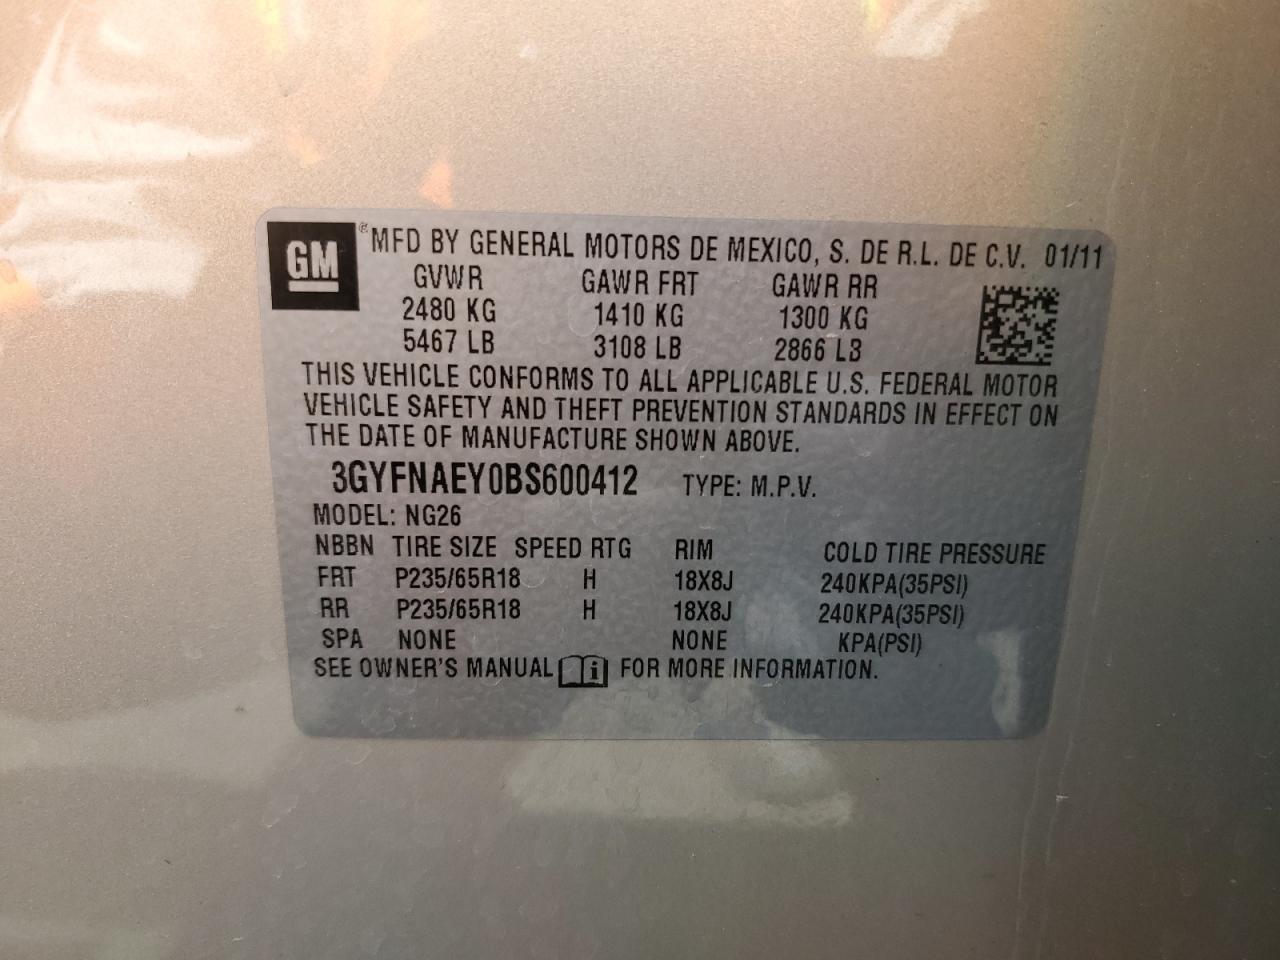 GM ® MFD BY GENERAL MOTORS DE MEXICO, S. DE R.L. DE C.V. 01/11
GVWR GAWR FRT GAWR RR
2480 KG 1410 KG 1300 KG
5467 LB 3108 LB 2866 LB
THIS VEHICLE CONFORMS TO ALL APPLICABLE U.S. FEDERAL MOTOR
VEHICLE SAFETY AND THEFT PREVENTION STANDARDS IN EFFECT ON
THE DATE OF MANUFACTURE SHOWN ABOVE.
3GYFNAEY0BS600412 TYPE: M.P.V.
MODEL: NG26
NBBN TIRE SIZE SPEED RTG RIM COLD TIRE PRESSURE
FRT P235/65R18 H 18X8J 240KPA(35PSI)
RR P235/65R18 H 18X8J 240KPA(35PSI)
SPA NONE NONE KPA(PSI)
SEE OWNER'S MANUAL i FOR MORE INFORMATION.